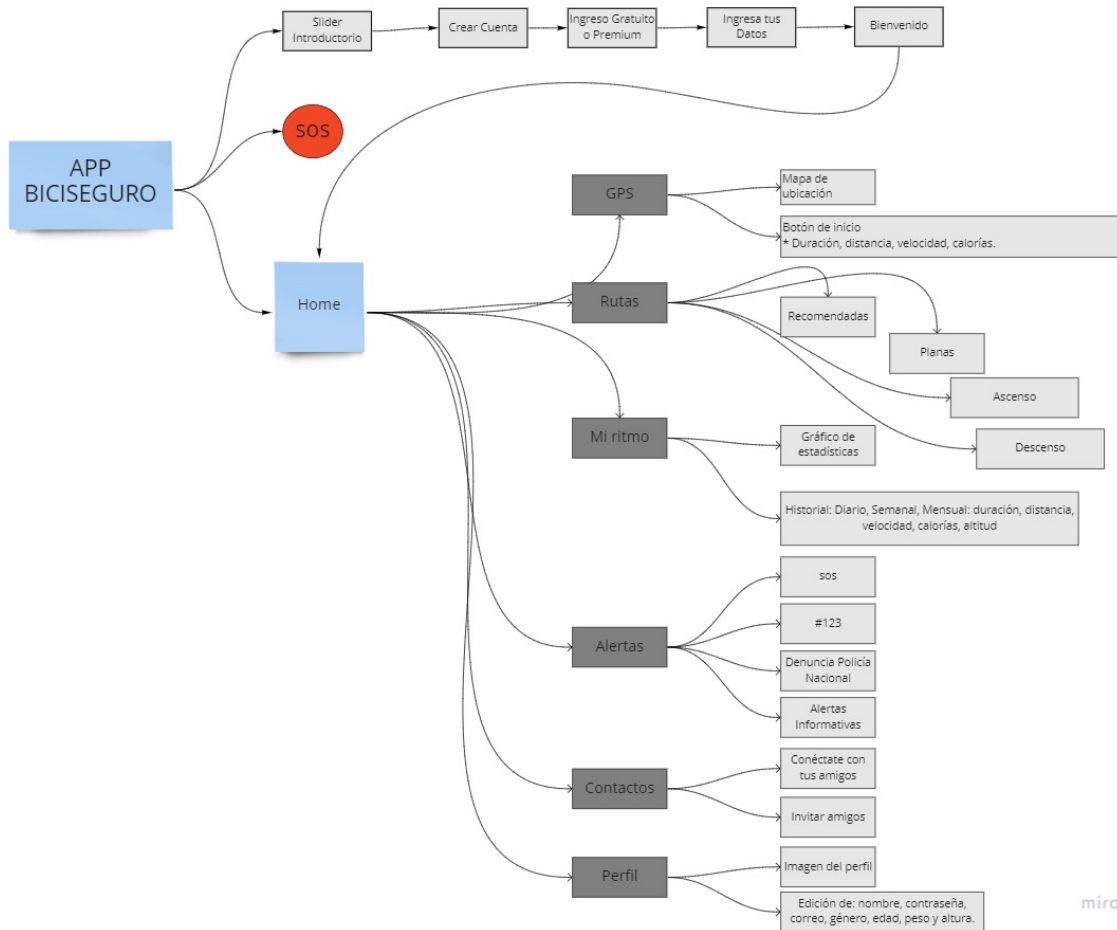 Slider
Introductorio
Crear Cuenta
Ingreso Gratuito
o Premium
Ingresa tus
Datos
Bienvenido
SOS
APP
BICISEGURO
Home
GPS
Mapa de
ubicación
Botón de inicio
* Duración, distancia, velocidad, calorías.
Rutas
Recomendadas
Planas
Ascenso
Descenso
Mi ritmo
Gráfico de
estadísticas
Historial: Diario, Semanal, Mensual: duración, distancia,
velocidad, calorías, altitud
Alertas
sos
#123
Denuncia Policía
Nacional
Alertas
Informativas
Contactos
Conéctate con
tus amigos
Invitar amigos
Perfil
Imagen del perfil
Edición de: nombre, contraseña,
correo, género, edad, peso y altura.
miro